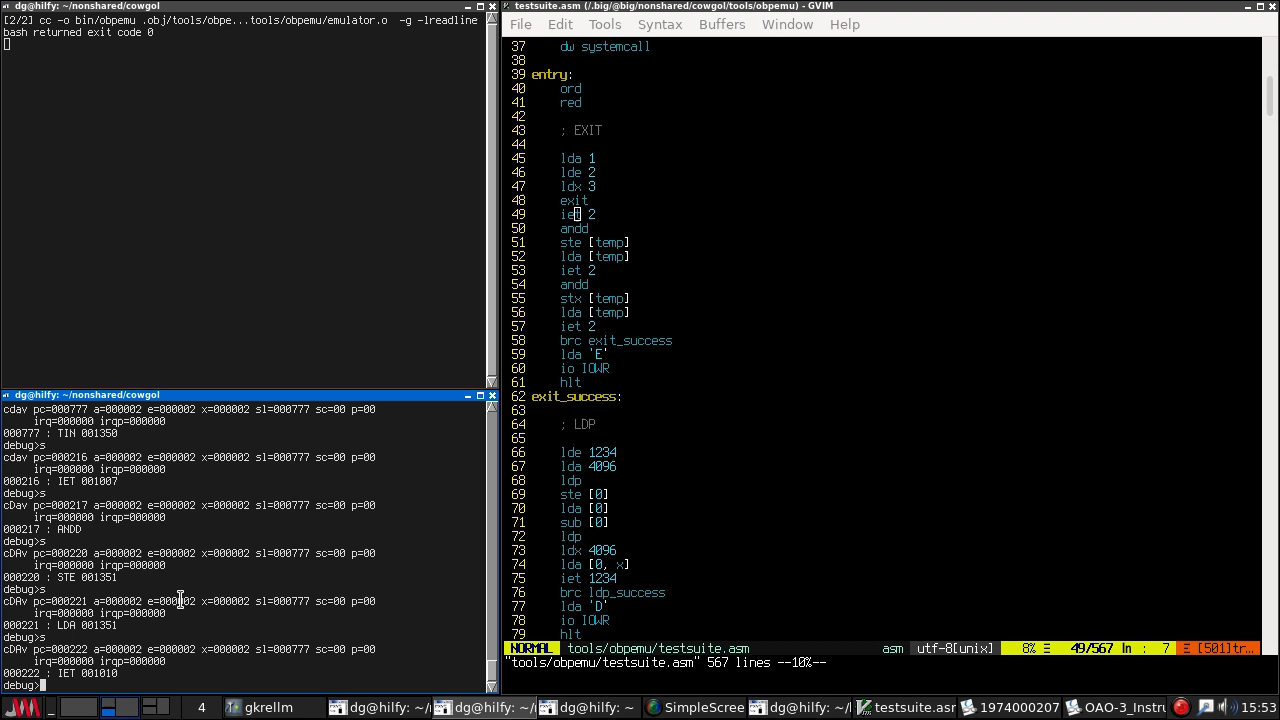 dg@hilfy: ~/nonshared/cowgol
[2/2] cc -o bin/obpemu .obj/tools/obpe...tools/obpemu/emulator.o  -g -lreadline
bash returned exit code 0
dg@hilfy: ~/nonshared/cowgol
cdav pc=000777 a=000002 e=000002 x=000002 sl=000777 sc=00 p=00
irq=000000 irqp=000000
000777 : TIN 001350
debug>s
cdav pc=000216 a=000002 e=000002 x=000002 sl=000777 sc=00 p=00
irq=000000 irqp=000000
000216 : IET 001007
debug>s
cDav pc=000217 a=000002 e=000002 x=000002 sl=000777 sc=00 p=00
irq=000000 irqp=000000
000217 : ANDD
debug>s
cDAv pc=000220 a=000002 e=000002 x=000002 sl=000777 sc=00 p=00
irq=000000 irqp=000000
000220 : STE 001351
debug>s
cDAv pc=000221 a=000002 e=000002 x=000002 sl=000777 sc=00 p=00
irq=000000 irqp=000000
000221 : LDA 001351
debug>s
cDAv pc=000222 a=000002 e=000002 x=000002 sl=000777 sc=00 p=00
irq=000000 irqp=000000
000222 : IET 001010
debug>
testsuite.asm (/.big/@big/nonshared/cowgol/tools/obpemu) - GVIM
File Edit Tools Syntax Buffers Window Help
37 dw systemcall
38
39 entry:
40 ord
41 red
42
43 ; EXIT
44
45 lda 1
46 lde 2
47 ldx 3
48 exit
49 iet 2
50 andd
51 ste [temp]
52 lda [temp]
53 iet 2
54 andd
55 stx [temp]
56 lda [temp]
57 iet 2
58 brc exit_success
59 lda 'E'
60 io IOWR
61 hlt
62 exit_success:
63
64 ; LDP
65
66 lde 1234
67 lda 4096
68 ldp
69 ste [0]
70 lda [0]
71 sub [0]
72 ldp
73 ldx 4096
74 lda [0, x]
75 iet 1234
76 brc ldp_success
77 lda 'D'
78 io IOWR
79 hlt
NORMAL tools/obpemu/testsuite.asm asm utf-8[unix] 8% ☰ 49/567 ln : 7 Ξ [501]tr…
"tools/obpemu/testsuite.asm" 567 lines --10%--
4 gkrellm dg@hilfy: ~/ dg@hilfy: ~/ dg@hilfy: ~ SimpleScree dg@hilfy: ~/ testsuite.asr 1974000207 OAO-3_Instru 15:53